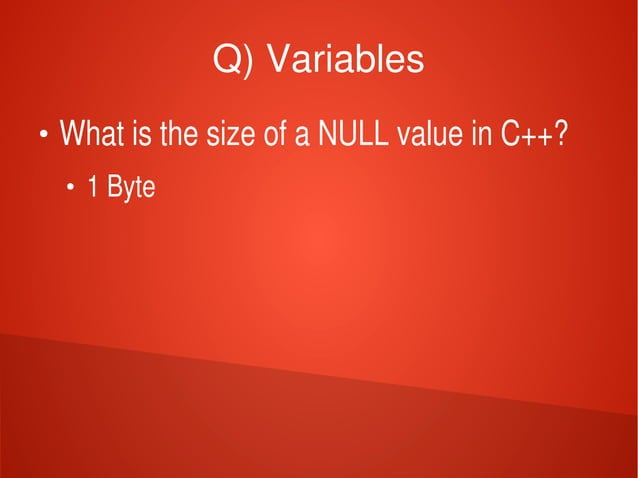 Q) Variables
• What is the size of a NULL value in C++?
• 1 Byte